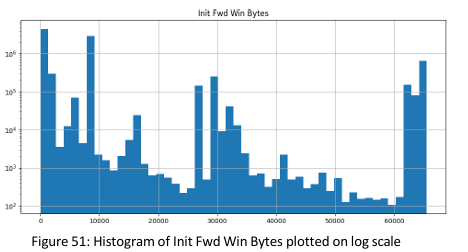 Init Fwd Win Bytes
10⁶
10⁵
10⁴
10³
10²
0 10000 20000 30000 40000 50000 60000
Figure 51: Histogram of Init Fwd Win Bytes plotted on log scale